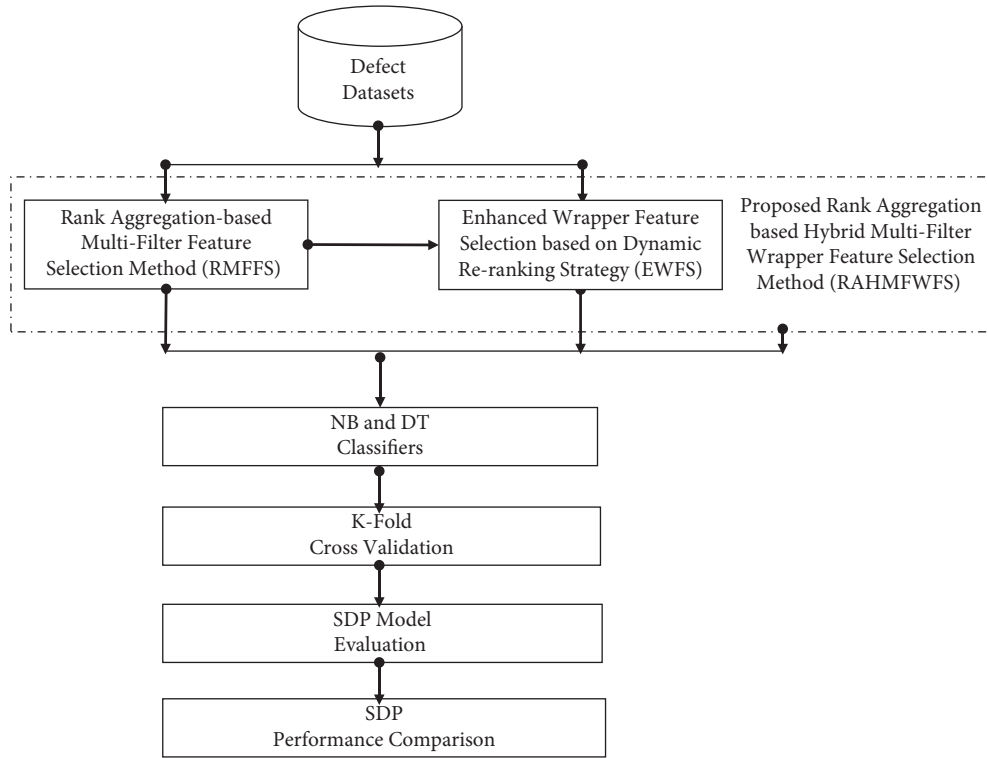 Defect
Datasets
Rank Aggregation-based
Multi-Filter Feature
Selection Method (RMFFS)
Enhanced Wrapper Feature
Selection based on Dynamic
Re-ranking Strategy (EWFS)
Proposed Rank Aggregation
based Hybrid Multi-Filter
Wrapper Feature Selection
Method (RAHMFWFS)
NB and DT
Classifiers
K-Fold
Cross Validation
SDP Model
Evaluation
SDP
Performance Comparison